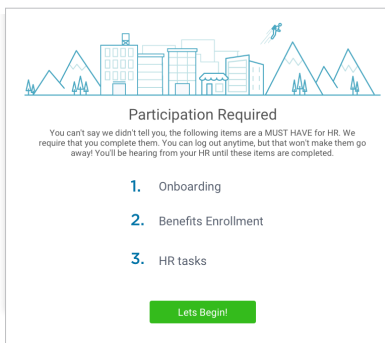 Participation Required
You can't say we didn't tell you, the following items are a MUST HAVE for HR. We
require that you complete them. You can log out anytime, but that won't make them go
away! You'll be hearing from your HR until these items are completed.
1. Onboarding
2. Benefits Enrollment
3. HR tasks
Lets Begin!